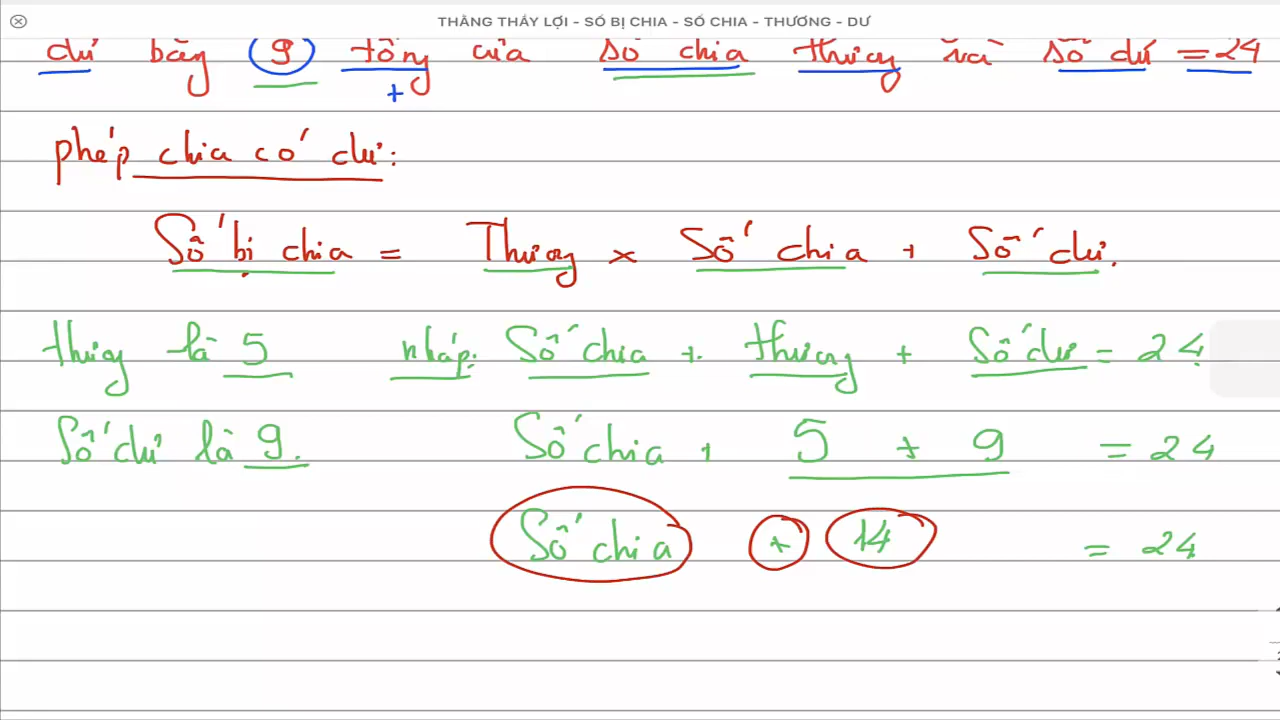 THẮNG THẦY LỢI - SỐ BỊ CHIA - SỐ CHIA - THƯƠNG - DƯ
dư bằng 9 tổng của số chia thương và số dư = 24
+
phép chia có dư:
Số bị chia = Thương × Số chia + Số dư.
thương là 5 nháp: Số chia + thương + Số dư = 24
Số dư là 9. Số chia + 5 + 9 = 24
Số chia + 14 = 24